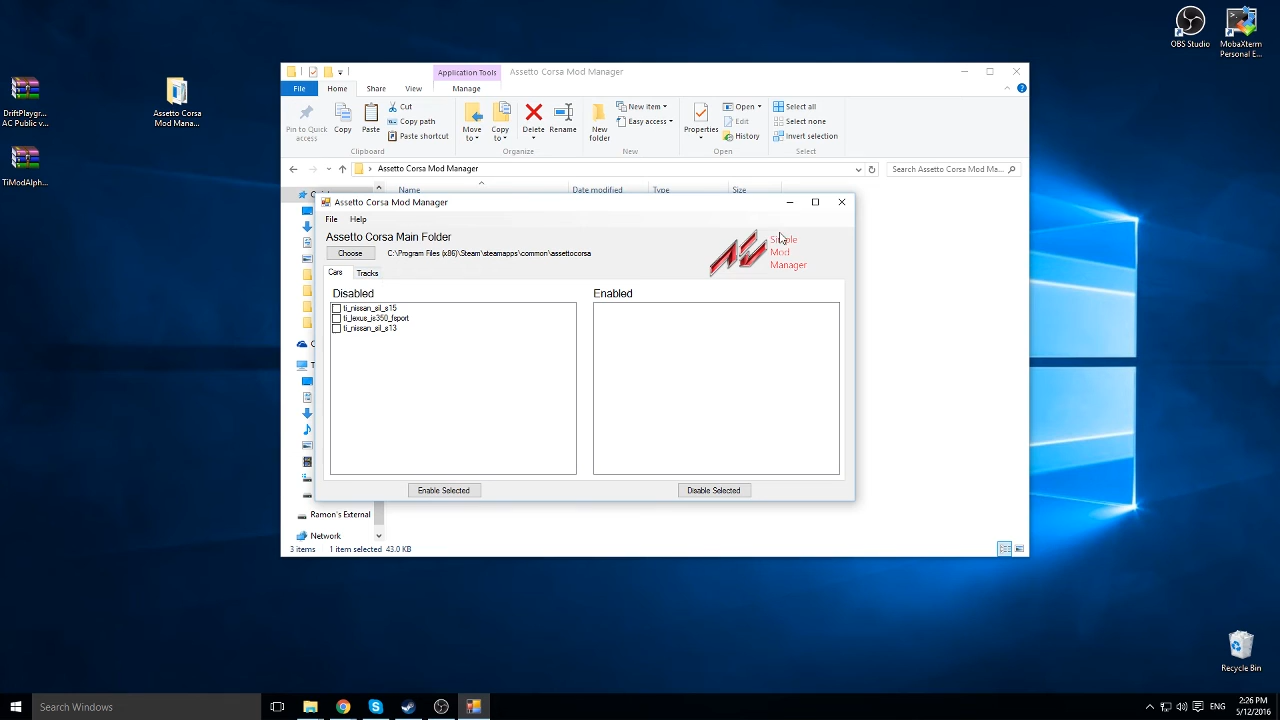 OBS Studio
MobaXterm
Personal E...
DriftPlaygr...
AC Public v...
TiModAlph...
Assetto Corsa
Mod Mana...
Application Tools
Assetto Corsa Mod Manager
File
Home
Share
View
Manage
Pin to Quick
access
Copy
Paste
Cut
Copy path
Paste shortcut
Clipboard
Move
to
Copy
to
Delete
Rename
Organize
New
folder
New item
Easy access
New
Properties
Open
Edit
History
Open
Select all
Select none
Invert selection
Select
Assetto Corsa Mod Manager
Search Assetto Corsa Mod Ma...
Name
Date modified
Type
Size
Assetto Corsa Mod Manager
File
Help
Assetto Corsa Main Folder
Choose
C:\Program Files (x86)\Steam\steamapps\common\assettocorsa
Simple
Mod
Manager
Cars
Tracks
Disabled
Enabled
ti_nissan_sil_s15
ti_lexus_is350_fsport
ti_nissan_sil_s13
Enable Selected
Disable Selected
Ramon's External
Network
3 items
1 item selected
43.0 KB
Recycle Bin
Search Windows
ENG
2:26 PM
5/12/2016